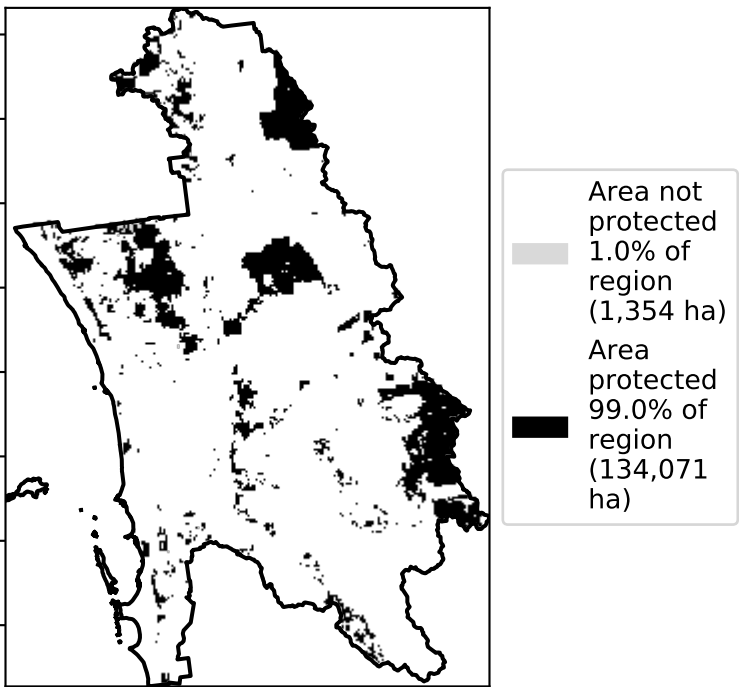 Area not
protected
1.0% of
region
(1,354 ha)
Area
protected
99.0% of
region
(134,071
ha)